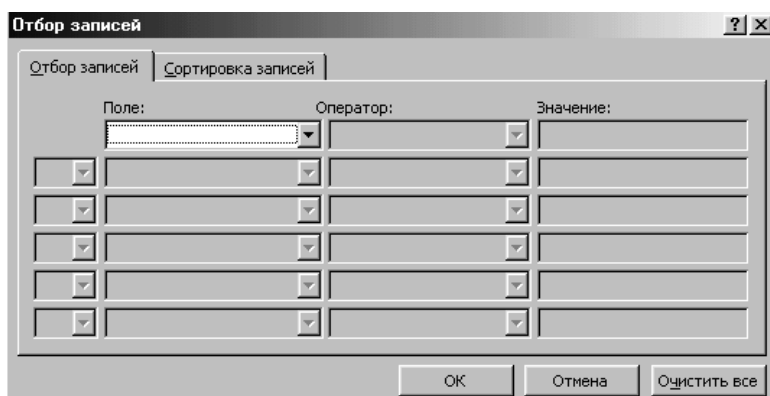 Отбор записей
Отбор записей Сортировка записей
Поле: Оператор: Значение:
ОК Отмена Очистить все